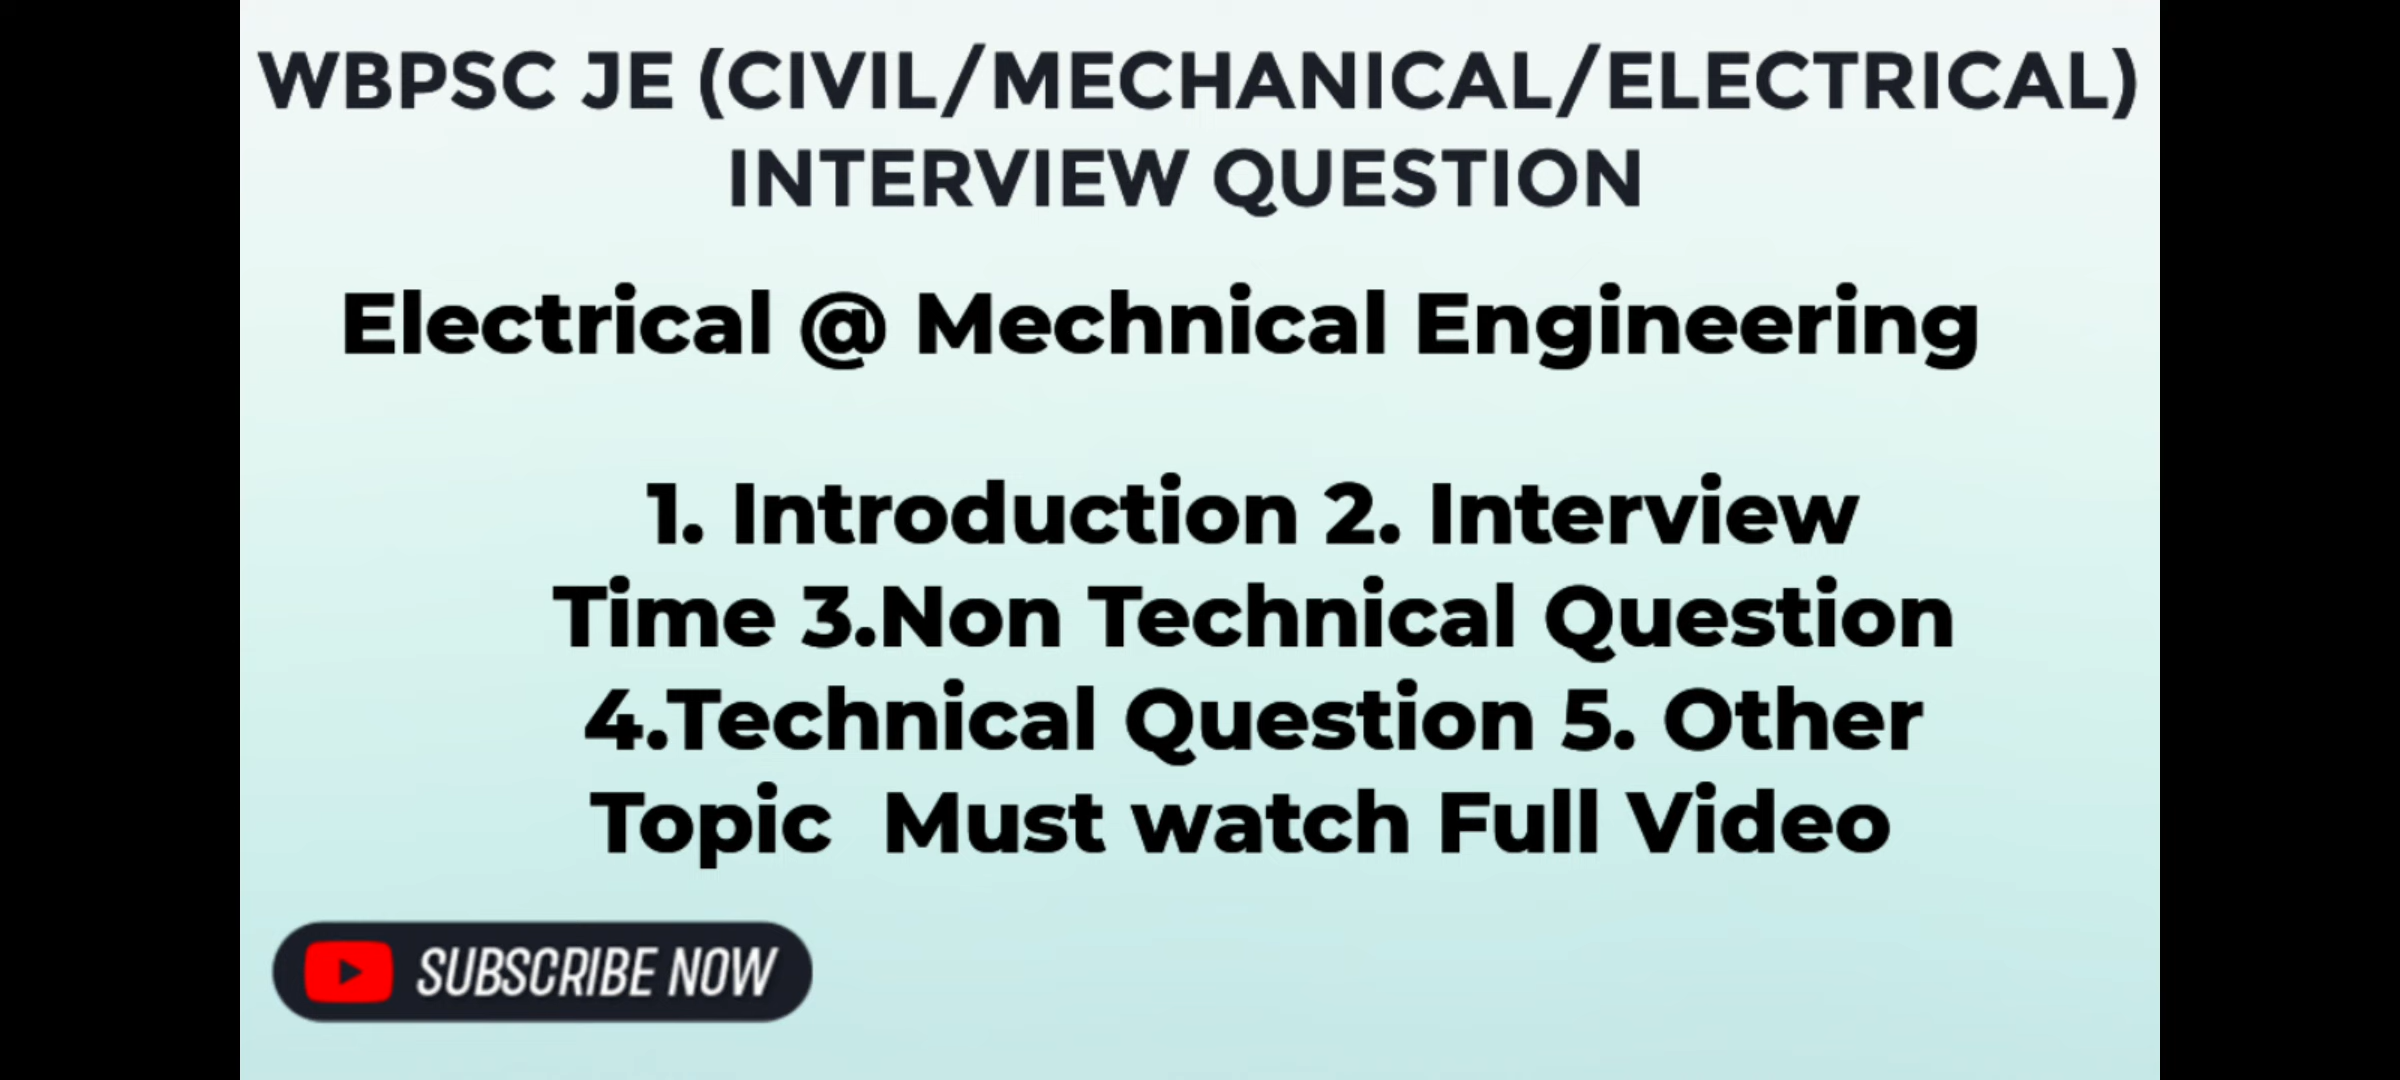 WBPSC JE (CIVIL/MECHANICAL/ELECTRICAL)
INTERVIEW QUESTION
Electrical @ Mechnical Engineering
1. Introduction 2. Interview
Time 3.Non Technical Question
4.Technical Question 5. Other
Topic  Must watch Full Video
SUBSCRIBE NOW